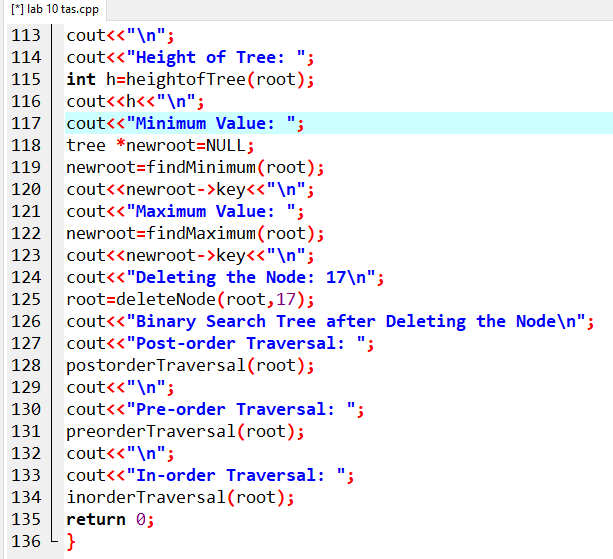 [*] lab 10 tas.cpp
113 cout<<"\n";
114 cout<<"Height of Tree: ";
115 int h=heightofTree(root);
116 cout<<h<<"\n";
117 cout<<"Minimum Value: ";
118 tree *newroot=NULL;
119 newroot=findMinimum(root);
120 cout<<newroot->key<<"\n";
121 cout<<"Maximum Value: ";
122 newroot=findMaximum(root);
123 cout<<newroot->key<<"\n";
124 cout<<"Deleting the Node: 17\n";
125 root=deleteNode(root,17);
126 cout<<"Binary Search Tree after Deleting the Node\n";
127 cout<<"Post-order Traversal: ";
128 postorderTraversal(root);
129 cout<<"\n";
130 cout<<"Pre-order Traversal: ";
131 preorderTraversal(root);
132 cout<<"\n";
133 cout<<"In-order Traversal: ";
134 inorderTraversal(root);
135 return 0;
136 }